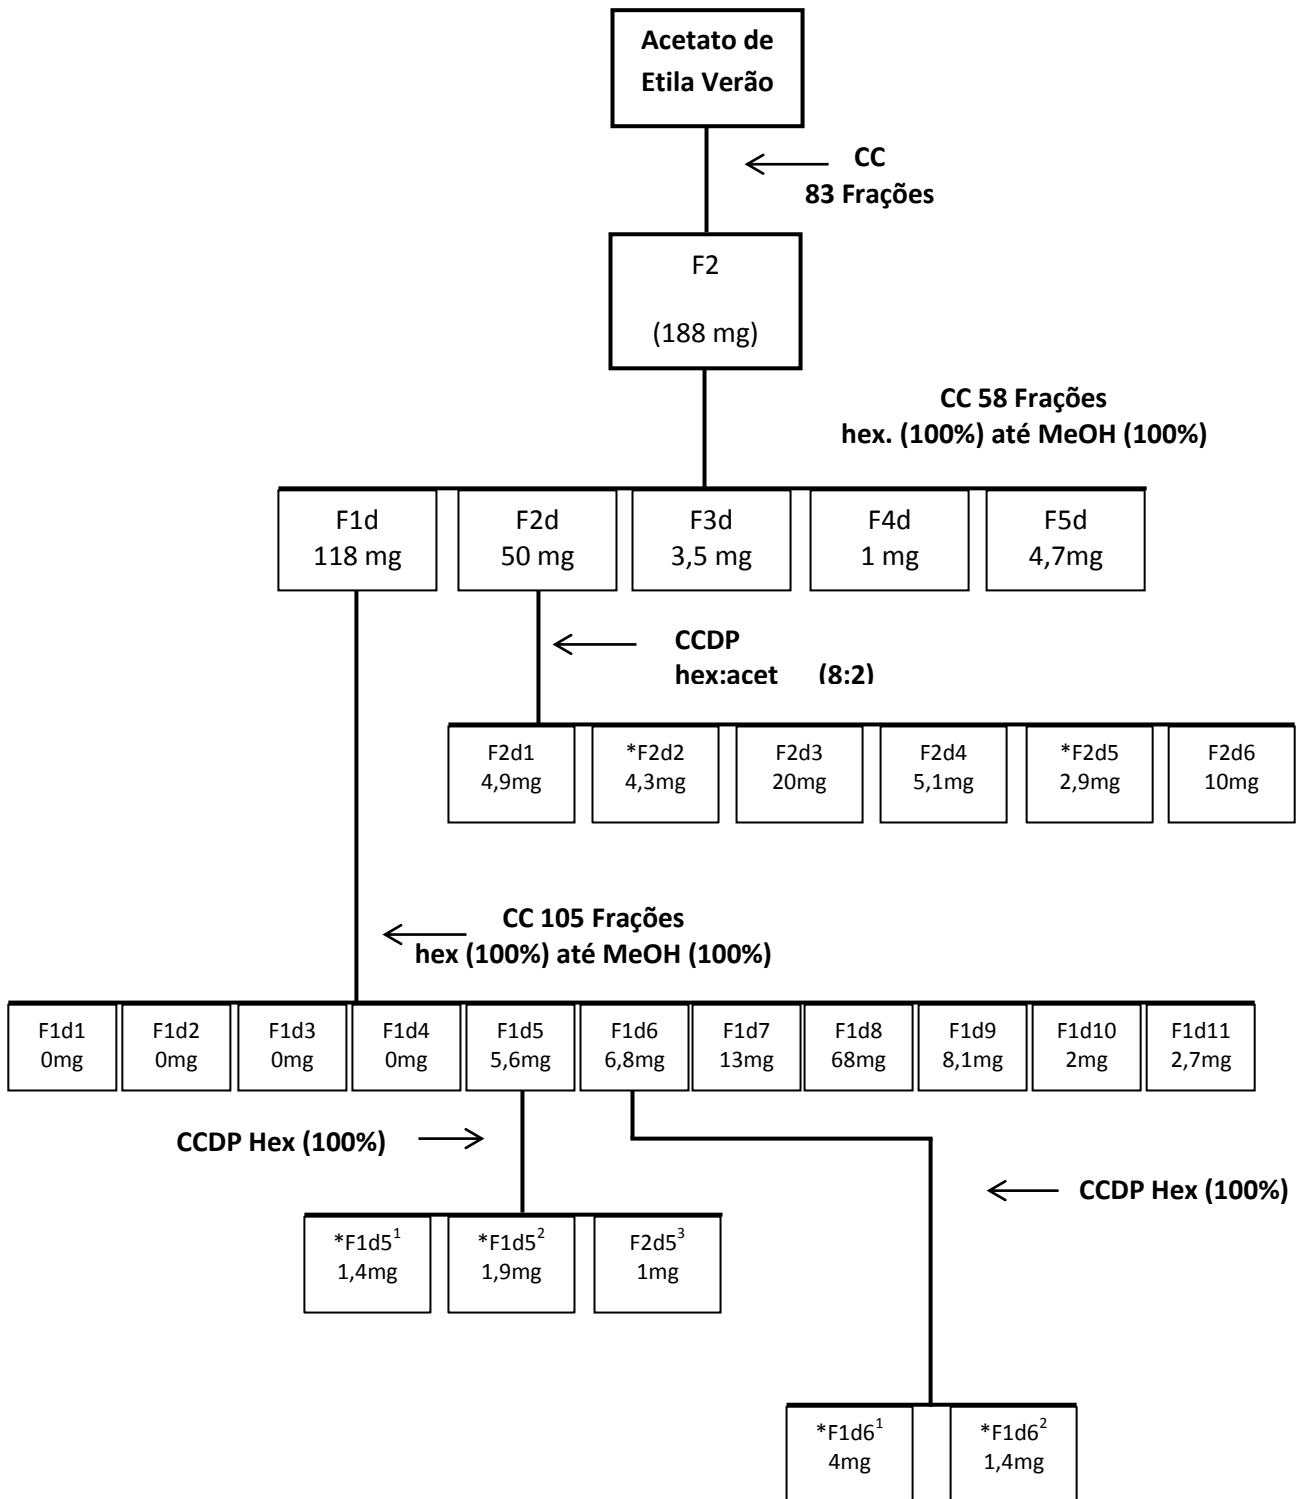 Acetato de
Etila Verão
CC
83 Frações
F2
(188 mg)
CC 58 Frações
hex. (100%) até MeOH (100%)
F1d
118 mg
F2d
50 mg
F3d
3,5 mg
F4d
1 mg
F5d
4,7mg
CCDP
hex:acet (8:2)
F2d1
4,9mg
*F2d2
4,3mg
F2d3
20mg
F2d4
5,1mg
*F2d5
2,9mg
F2d6
10mg
CC 105 Frações
hex (100%) até MeOH (100%)
F1d1
0mg
F1d2
0mg
F1d3
0mg
F1d4
0mg
F1d5
5,6mg
F1d6
6,8mg
F1d7
13mg
F1d8
68mg
F1d9
8,1mg
F1d10
2mg
F1d11
2,7mg
CCDP Hex (100%)
CCDP Hex (100%)
*F1d5¹
1,4mg
*F1d5²
1,9mg
F2d5³
1mg
*F1d6¹
4mg
*F1d6²
1,4mg